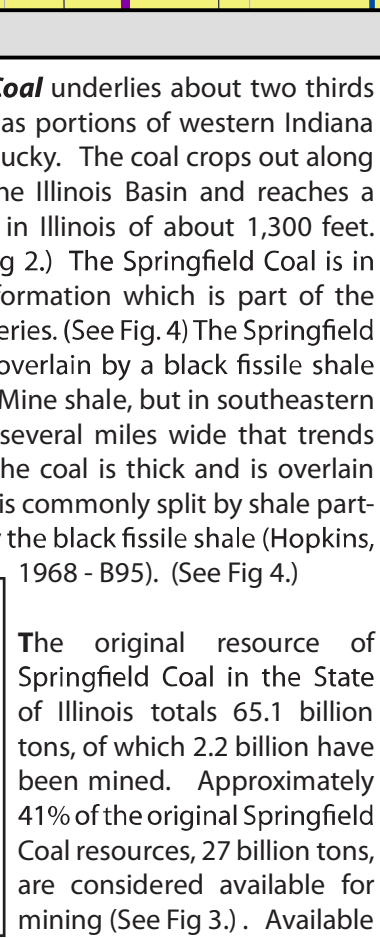 Coal underlies about two thirds
as portions of western Indiana
ucky. The coal crops out along
he Illinois Basin and reaches a
in Illinois of about 1,300 feet.
g 2.) The Springfield Coal is in
ormation which is part of the
eries. (See Fig. 4) The Springfield
overlain by a black fissile shale
Mine shale, but in southeastern
several miles wide that trends
he coal is thick and is overlain
is commonly split by shale part-
the black fissile shale (Hopkins,
1968 - B95). (See Fig 4.)
The original resource of
Springfield Coal in the State
of Illinois totals 65.1 billion
tons, of which 2.2 billion have
been mined. Approximately
41% of the original Springfield
Coal resources, 27 billion tons,
are considered available for
mining (See Fig 3.) . Available